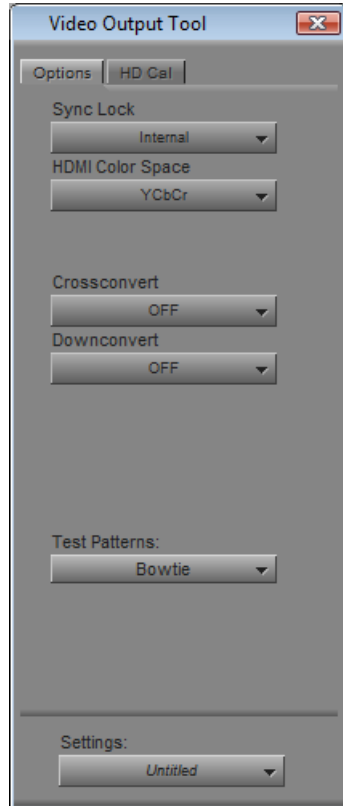 Video Output Tool
Options HD Cal
Sync Lock
Internal
HDMI Color Space
YCbCr
Crossconvert
OFF
Downconvert
OFF
Test Patterns:
Bowtie
Settings:
Untitled